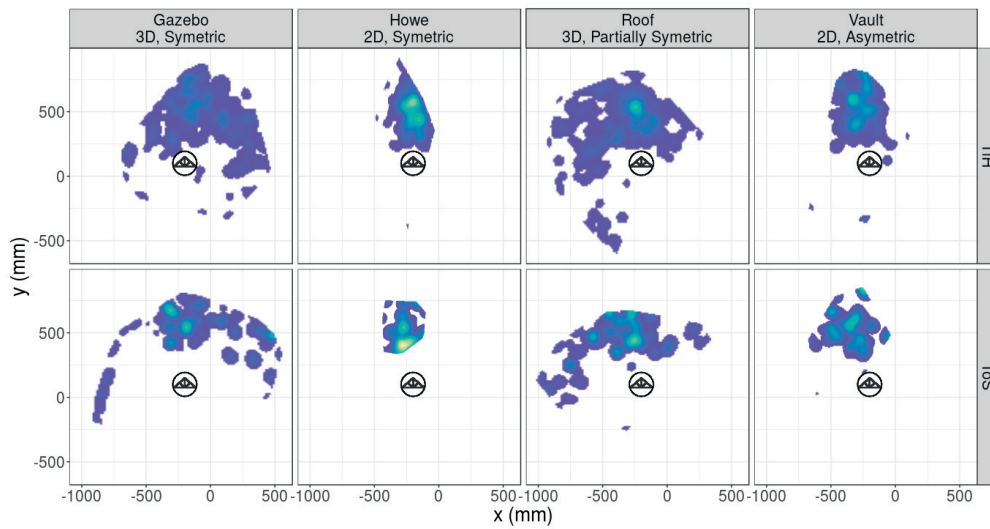 Gazebo
3D, Symetric
Howe
2D, Symetric
Roof
3D, Partially Symetric
Vault
2D, Asymetric
500
0
-500
500
0
-500
y (mm)
-1000 -500 0 500
-1000 -500 0 500
-1000 -500 0 500
-1000 -500 0 500
x (mm)